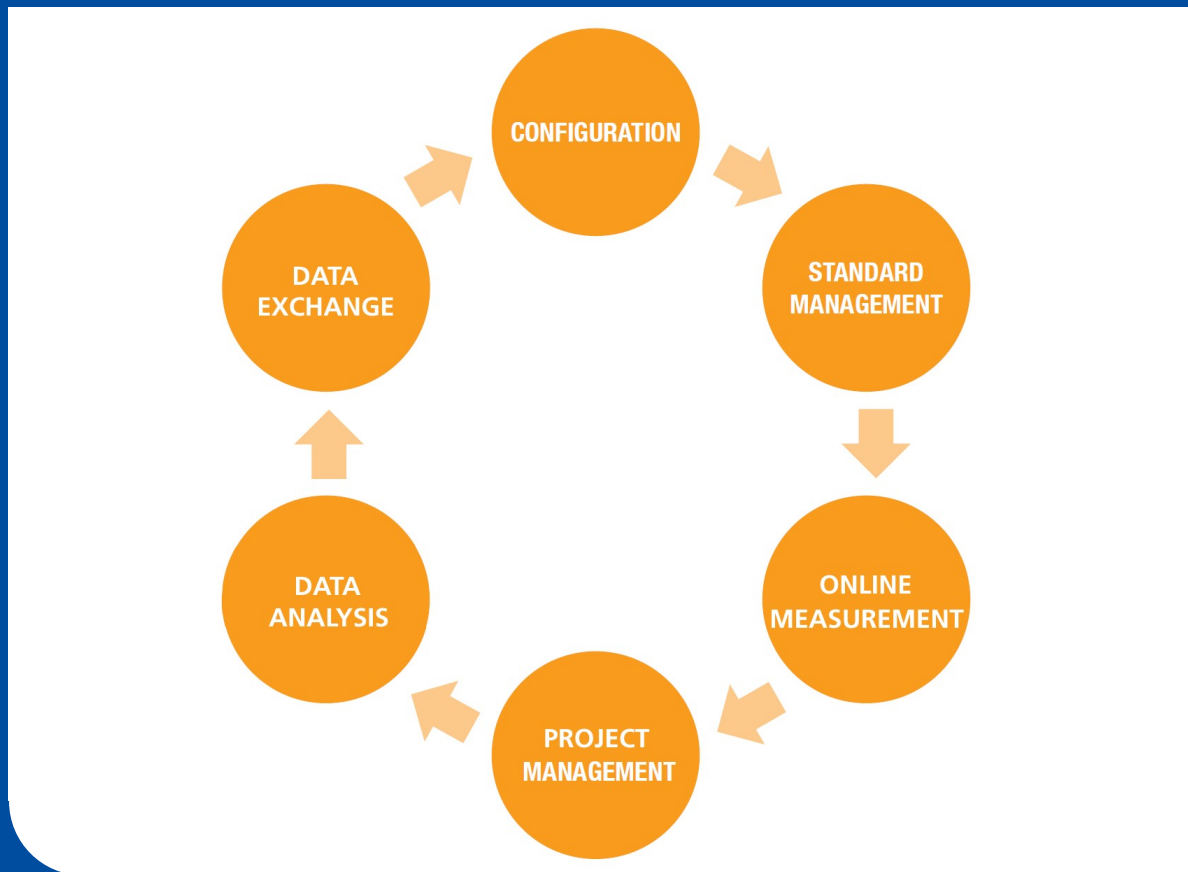 CONFIGURATION
STANDARD
MANAGEMENT
ONLINE
MEASUREMENT
PROJECT
MANAGEMENT
DATA
ANALYSIS
DATA
EXCHANGE